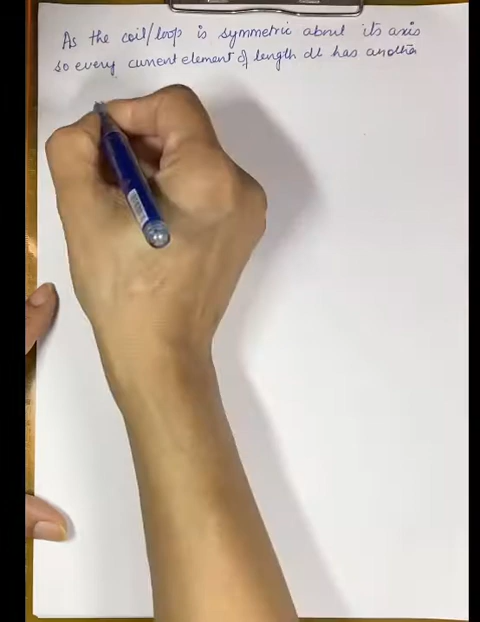 As the coil/loop is symmetric about its axis
so every current element of length dl has another